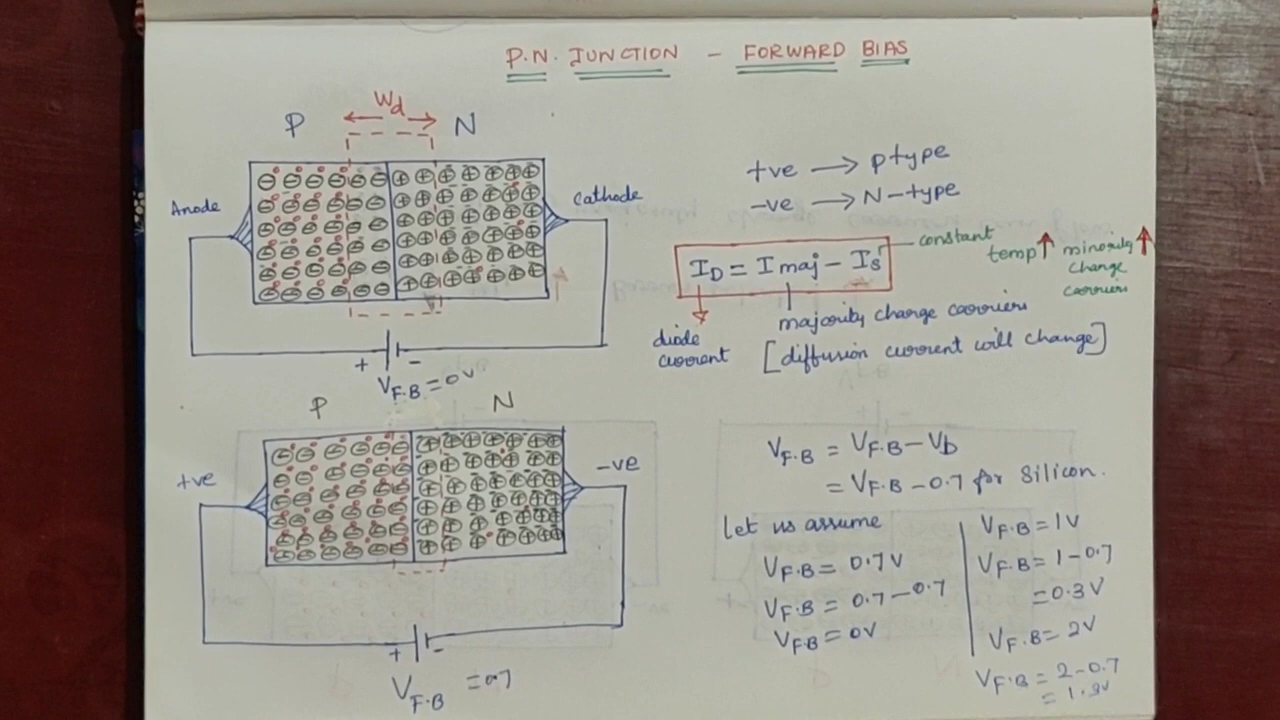 P.N. JUNCTION - FORWARD BIAS
Wd
P N
Anode
Cathode
+ -
VF.B = 0V
+ve → P type
-ve → N-type
ID = I maj - Is
constant
temp ↑ minority ↑
charge
carriers
diode
current
majority charge carriers
[diffusion current will change]
P N
+ve
-ve
+ -
VF.B = 0.7
VF.B = VF.B - Vb
= VF.B - 0.7 for Silicon.
Let us assume
VF.B = 0.7V
VF.B = 0.7 - 0.7
VF.B = 0V
VF.B = 1V
VF.B = 1 - 0.7
= 0.3V
VF.B = 2V
VF.B = 2 - 0.7
= 1.3V